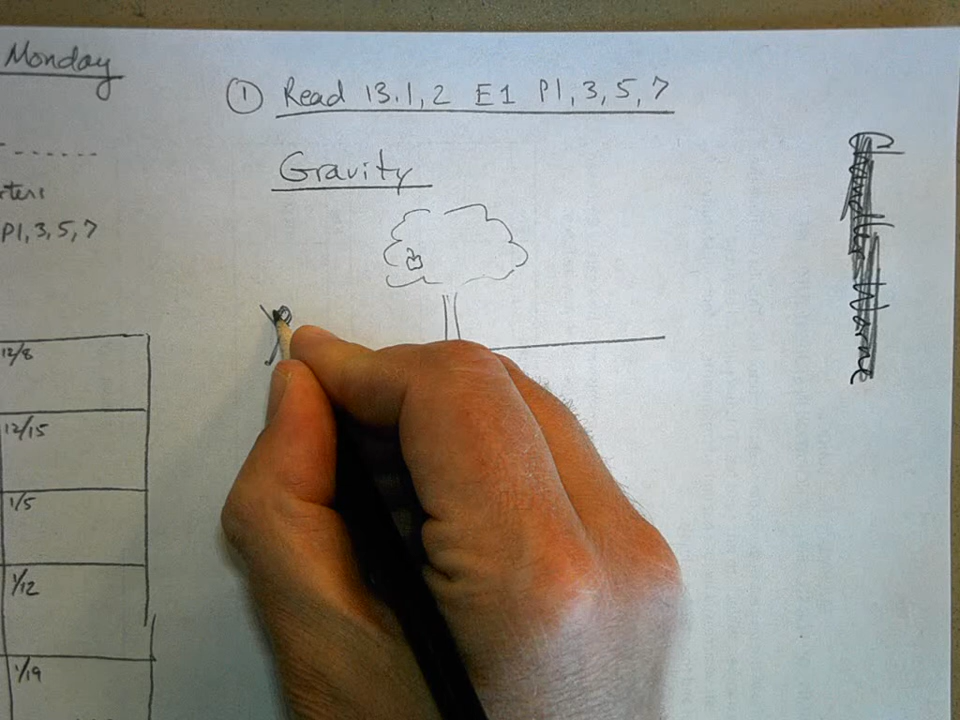 Monday
P1, 3, 5, 7
12/8
12/15
1/5
1/12
1/19
① Read 13.1, 2 E1 P1, 3, 5, 7
Gravity